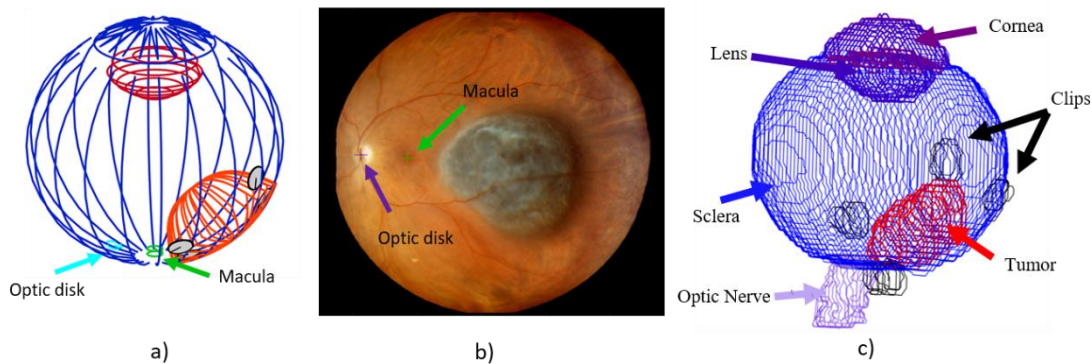 Optic disk
Macula
a)
Macula
Optic disk
b)
Cornea
Lens
Clips
Sclera
Tumor
Optic Nerve
c)